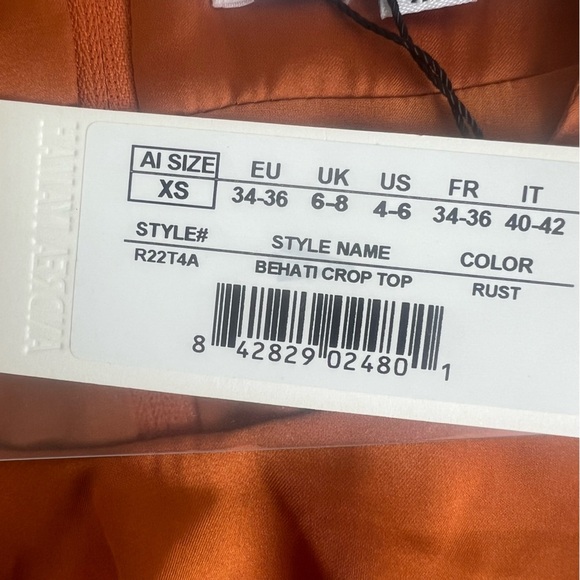 AI SIZE EU UK US FR IT
XS 34-36 6-8 4-6 34-36 40-42
STYLE# STYLE NAME COLOR
R22T4A BEHATI CROP TOP RUST
8 42829 02480 1